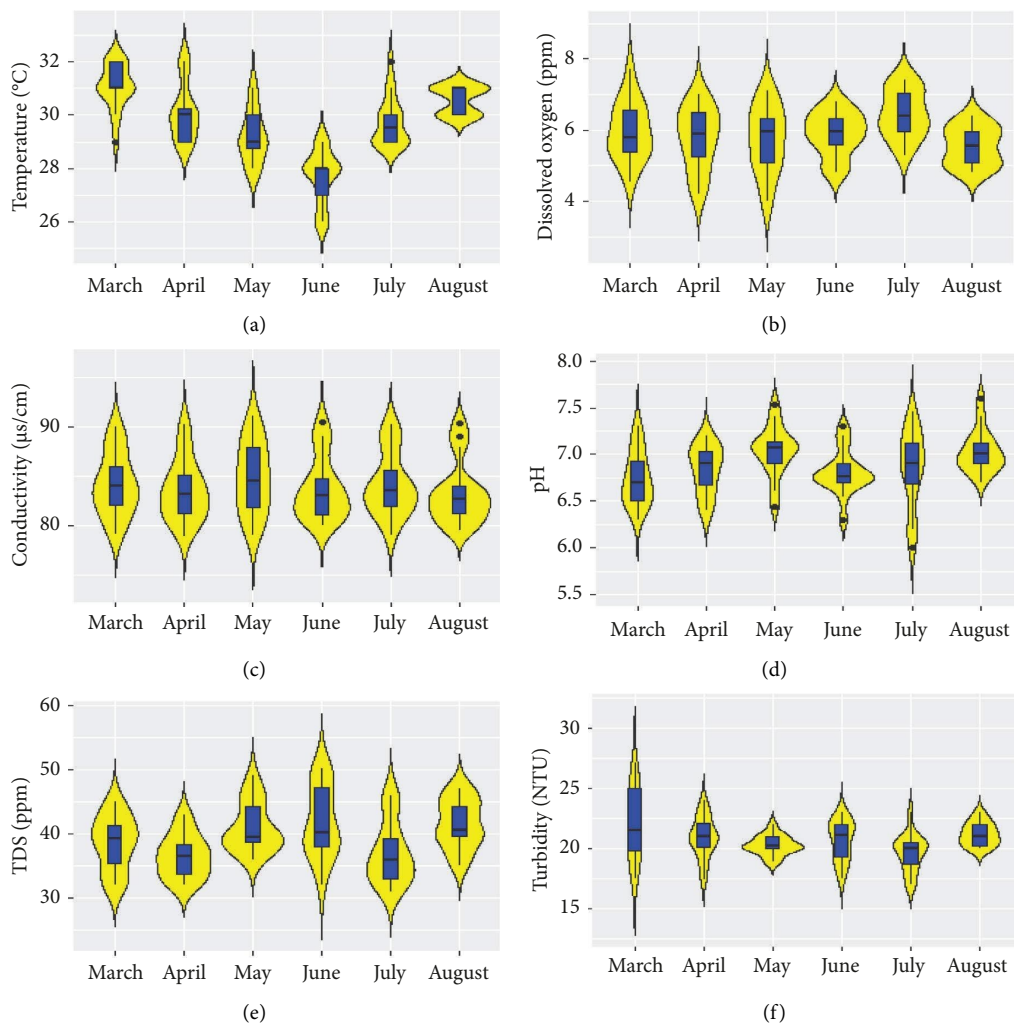 Temperature (°C)
32
30
28
26
March April May June July August
(a)
Dissolved oxygen (ppm)
8
6
4
March April May June July August
(b)
Conductivity (μs/cm)
90
80
March April May June July August
(c)
pH
8.0
7.5
7.0
6.5
6.0
5.5
March April May June July August
(d)
TDS (ppm)
60
50
40
30
March April May June July August
(e)
Turbidity (NTU)
30
25
20
15
March April May June July August
(f)